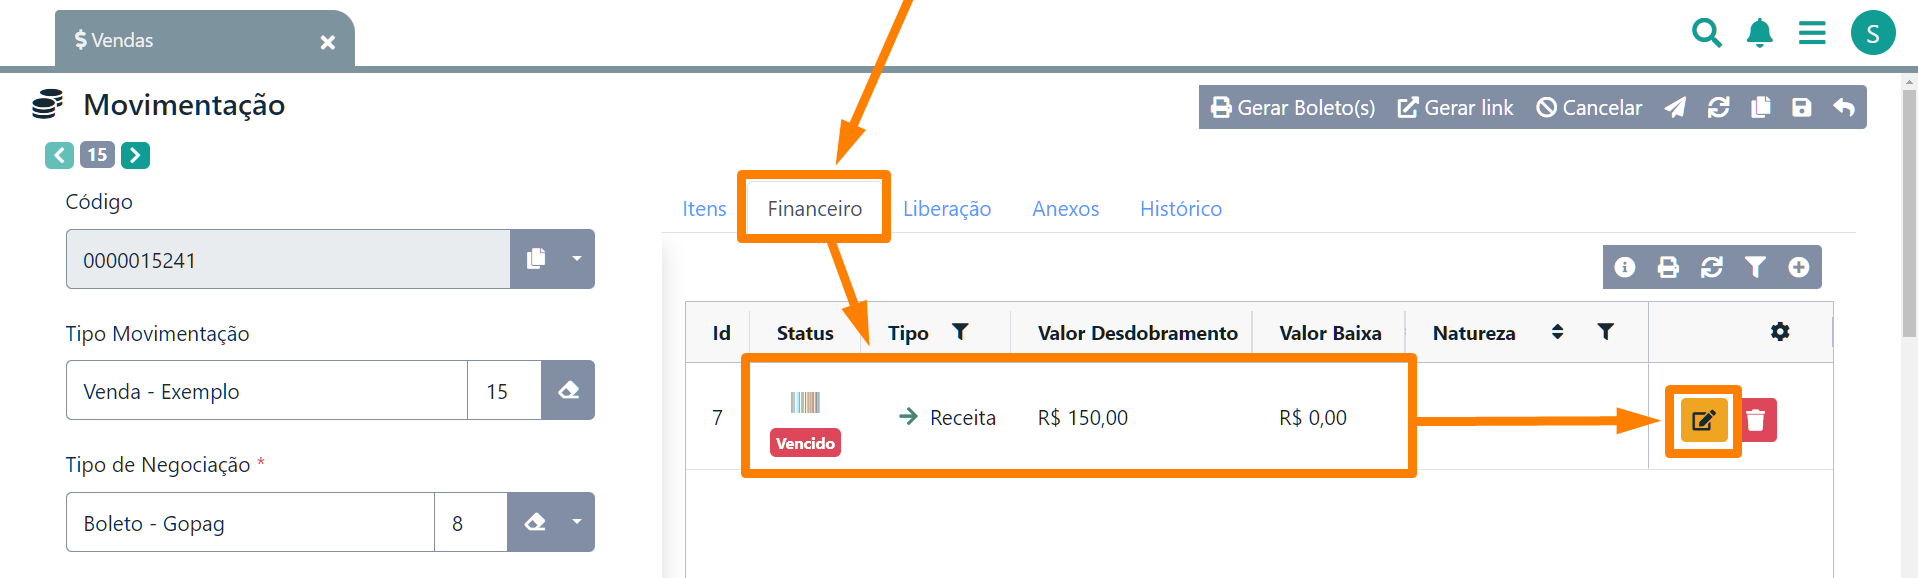 $ Vendas
S
Movimentação
Gerar Boleto(s) Gerar link Cancelar
15
Código
0000015241
Tipo Movimentação
Venda - Exemplo 15
Tipo de Negociação *
Boleto - Gopag 8
Itens Financeiro Liberação Anexos Histórico
Id Status Tipo Valor Desdobramento Valor Baixa Natureza
7 Receita R$ 150,00 R$ 0,00
Vencido